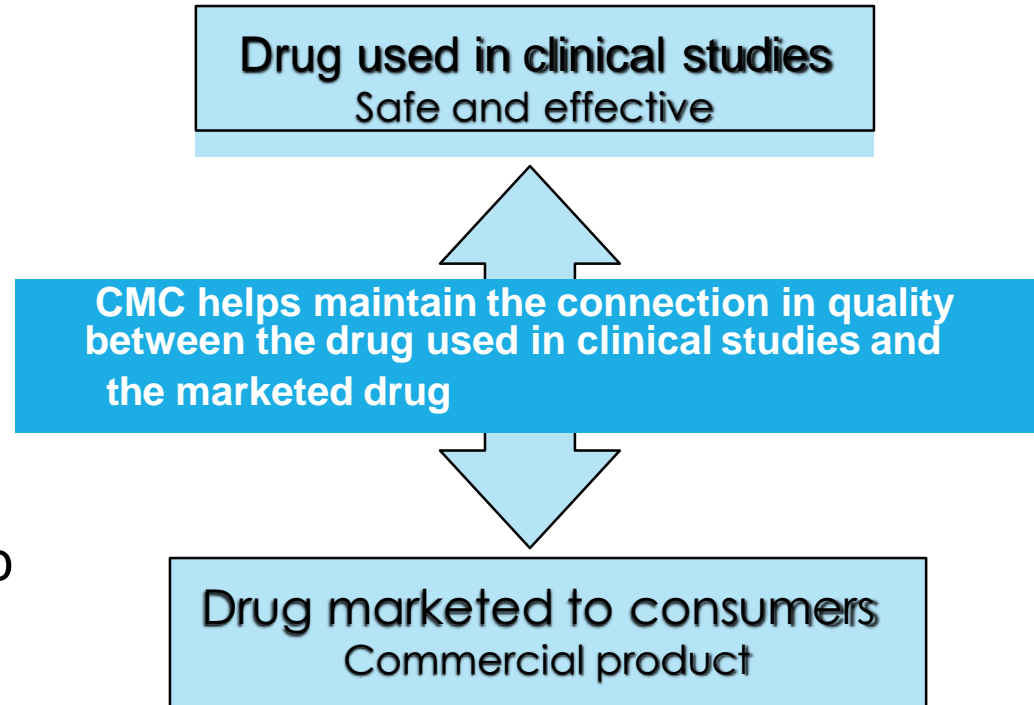 Drug used in clinical studies
Safe and effective
CMC helps maintain the connection in quality
between the drug used in clinical studies and
the marketed drug
Drug marketed to consumers
Commercial product